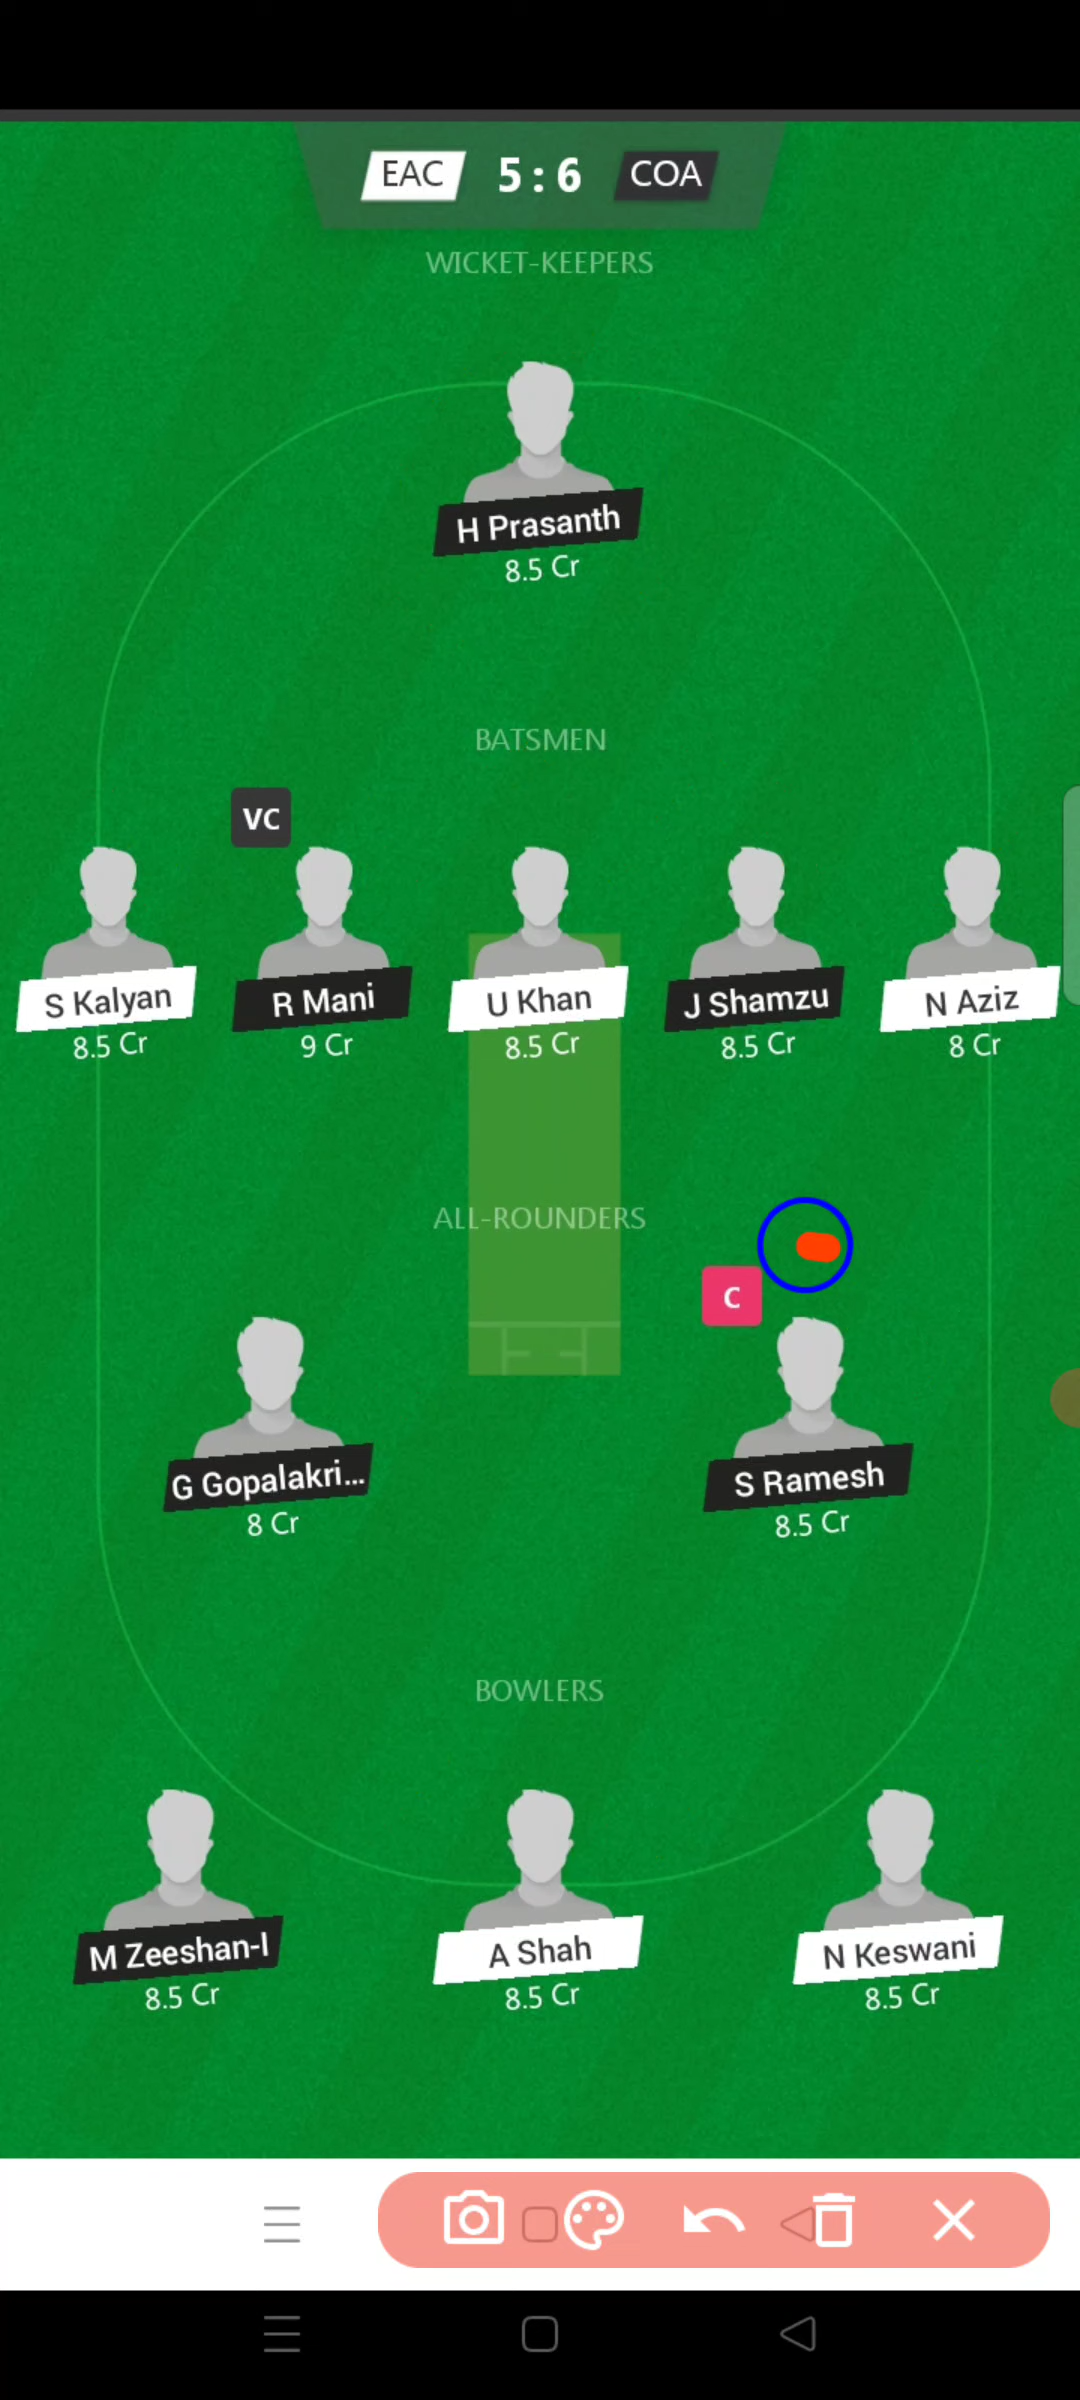 EAC 5 : 6 COA
WICKET-KEEPERS
H Prasanth
8.5 Cr
BATSMEN
VC
S Kalyan R Mani U Khan J Shamzu N Aziz
8.5 Cr 9 Cr 8.5 Cr 8.5 Cr 8 Cr
ALL-ROUNDERS
C
G Gopalakri... S Ramesh
8 Cr 8.5 Cr
BOWLERS
M Zeeshan-I A Shah N Keswani
8.5 Cr 8.5 Cr 8.5 Cr